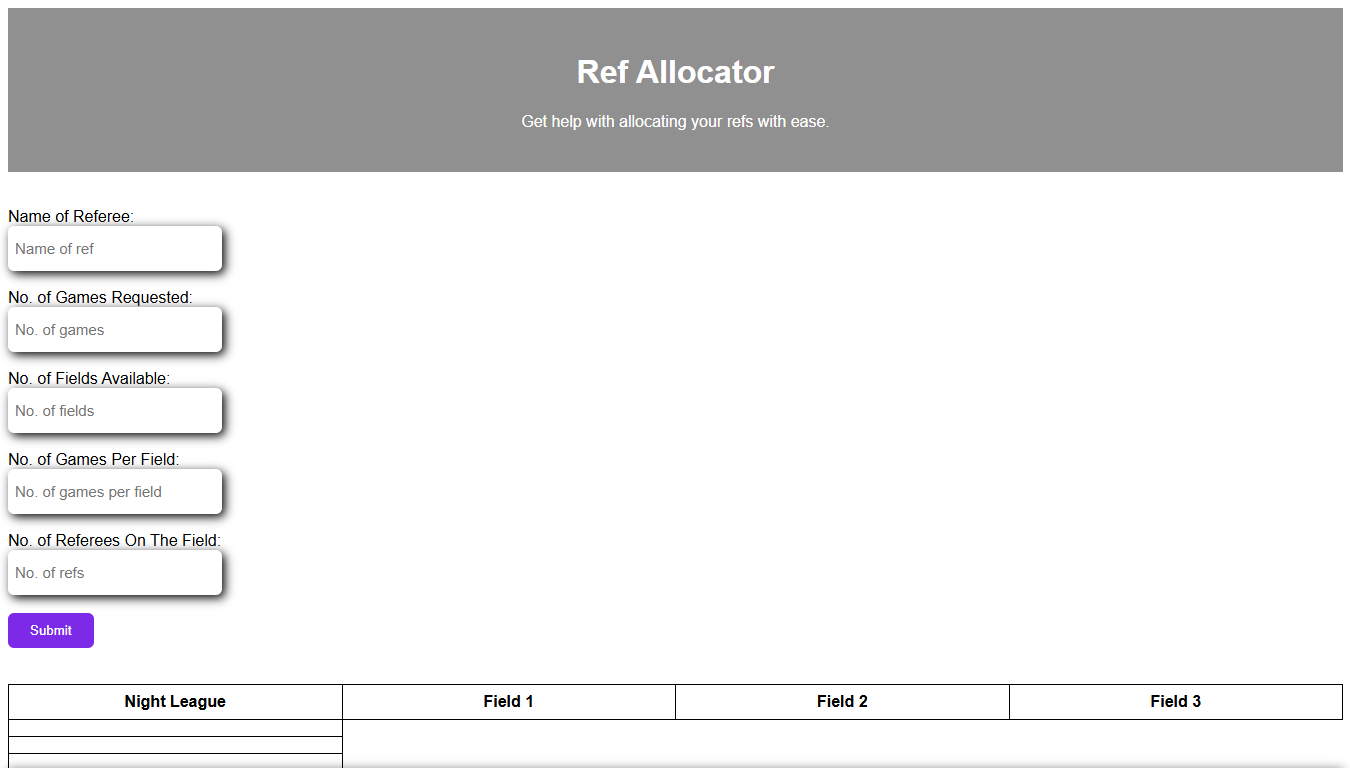 Ref Allocator
Get help with allocating your refs with ease.
Name of Referee:
Name of ref
No. of Games Requested:
No. of games
No. of Fields Available:
No. of fields
No. of Games Per Field:
No. of games per field
No. of Referees On The Field:
No. of refs
Submit
Night League Field 1 Field 2 Field 3